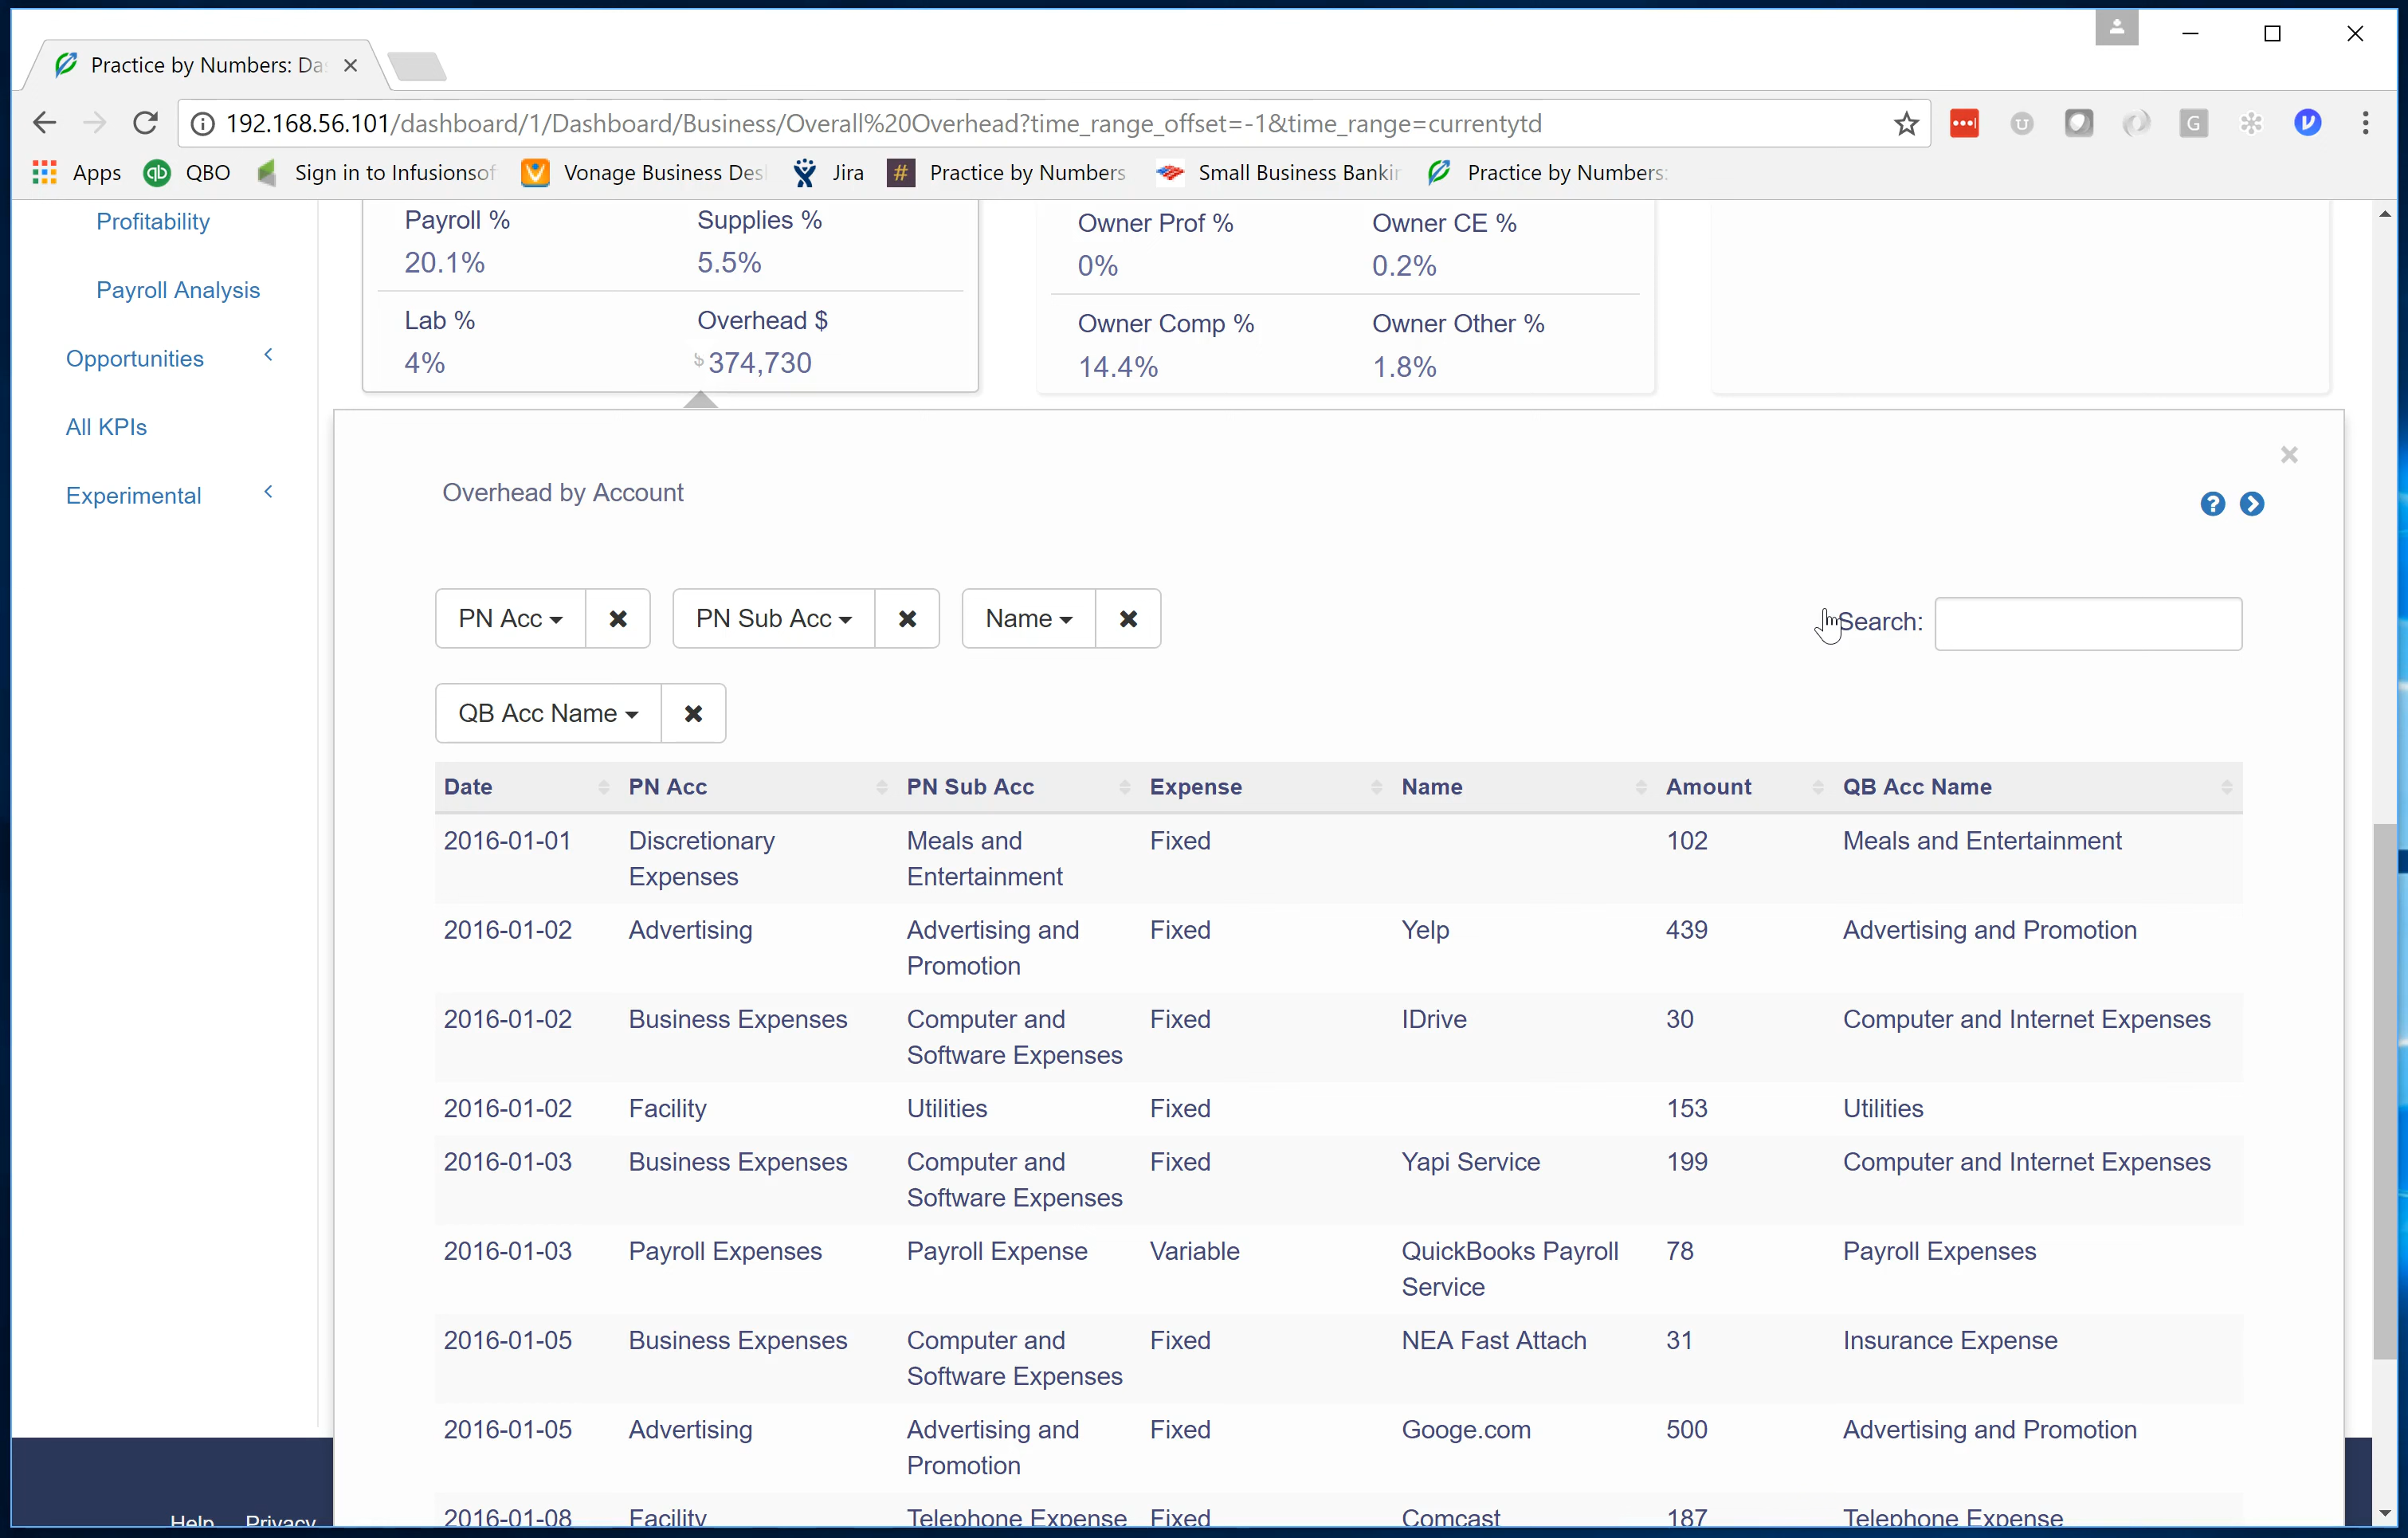 Practice by Numbers: Da
192.168.56.101/dashboard/1/Dashboard/Business/Overall%20Overhead?time_range_offset=-1&time_range=currentytd
Apps QBO Sign in to Infusionsof Vonage Business Des Jira Practice by Numbers Small Business Bankin Practice by Numbers:
Profitability
Payroll Analysis
Opportunities
All KPIs
Experimental
Payroll % Supplies %
20.1% 5.5%
Lab % Overhead $
4% $374,730
Owner Prof % Owner CE %
0% 0.2%
Owner Comp % Owner Other %
14.4% 1.8%
Overhead by Account
PN Acc PN Sub Acc Name Search:
QB Acc Name
Date PN Acc PN Sub Acc Expense Name Amount QB Acc Name
2016-01-01 Discretionary Meals and Fixed 102 Meals and Entertainment
Expenses Entertainment
2016-01-02 Advertising Advertising and Fixed Yelp 439 Advertising and Promotion
Promotion
2016-01-02 Business Expenses Computer and Fixed IDrive 30 Computer and Internet Expenses
Software Expenses
2016-01-02 Facility Utilities Fixed 153 Utilities
2016-01-03 Business Expenses Computer and Fixed Yapi Service 199 Computer and Internet Expenses
Software Expenses
2016-01-03 Payroll Expenses Payroll Expense Variable QuickBooks Payroll 78 Payroll Expenses
Service
2016-01-05 Business Expenses Computer and Fixed NEA Fast Attach 31 Insurance Expense
Software Expenses
2016-01-05 Advertising Advertising and Fixed Googe.com 500 Advertising and Promotion
Promotion
2016-01-08 Facility Telephone Expense Fixed Comcast 187 Telephone Expense
Help Privacy